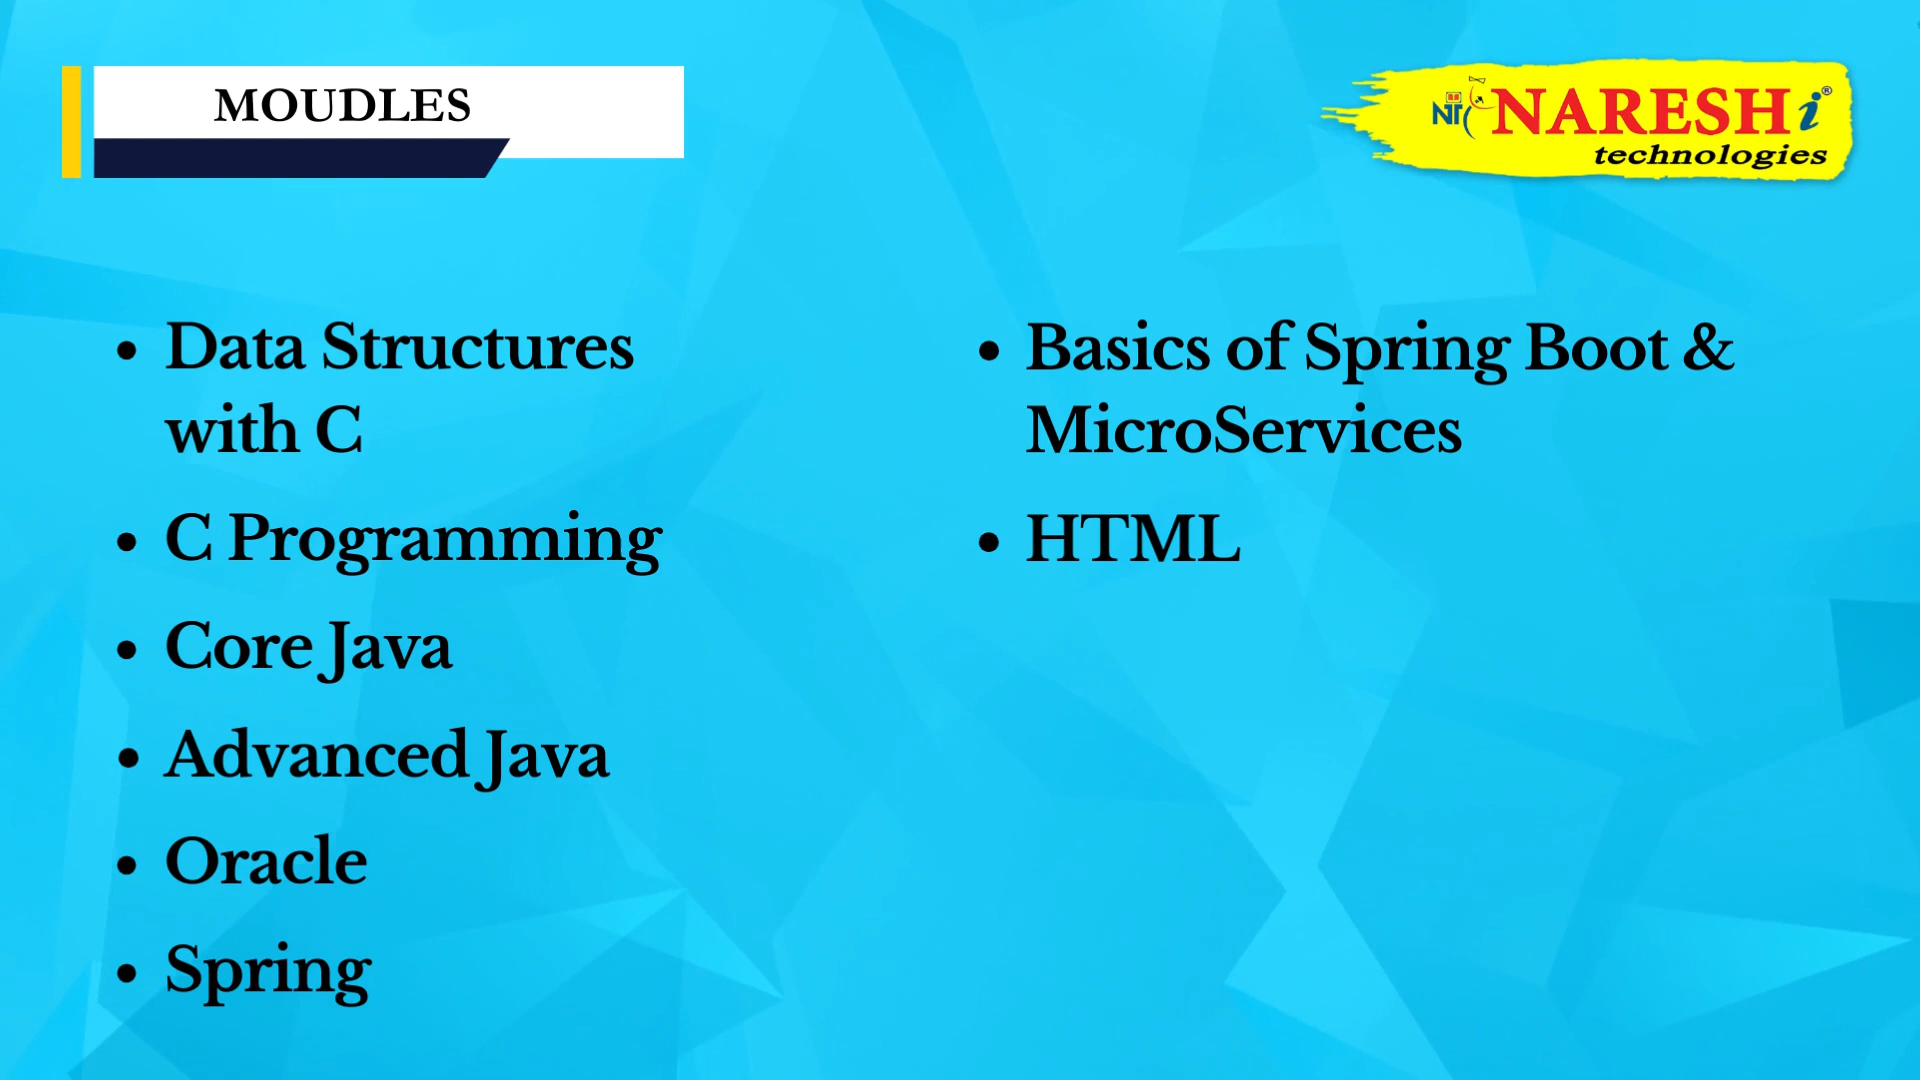 MOUDLES
NTI NARESH i ®
technologies
• Data Structures
with C
• C Programming
• Core Java
• Advanced Java
• Oracle
• Spring
• Basics of Spring Boot &
MicroServices
• HTML